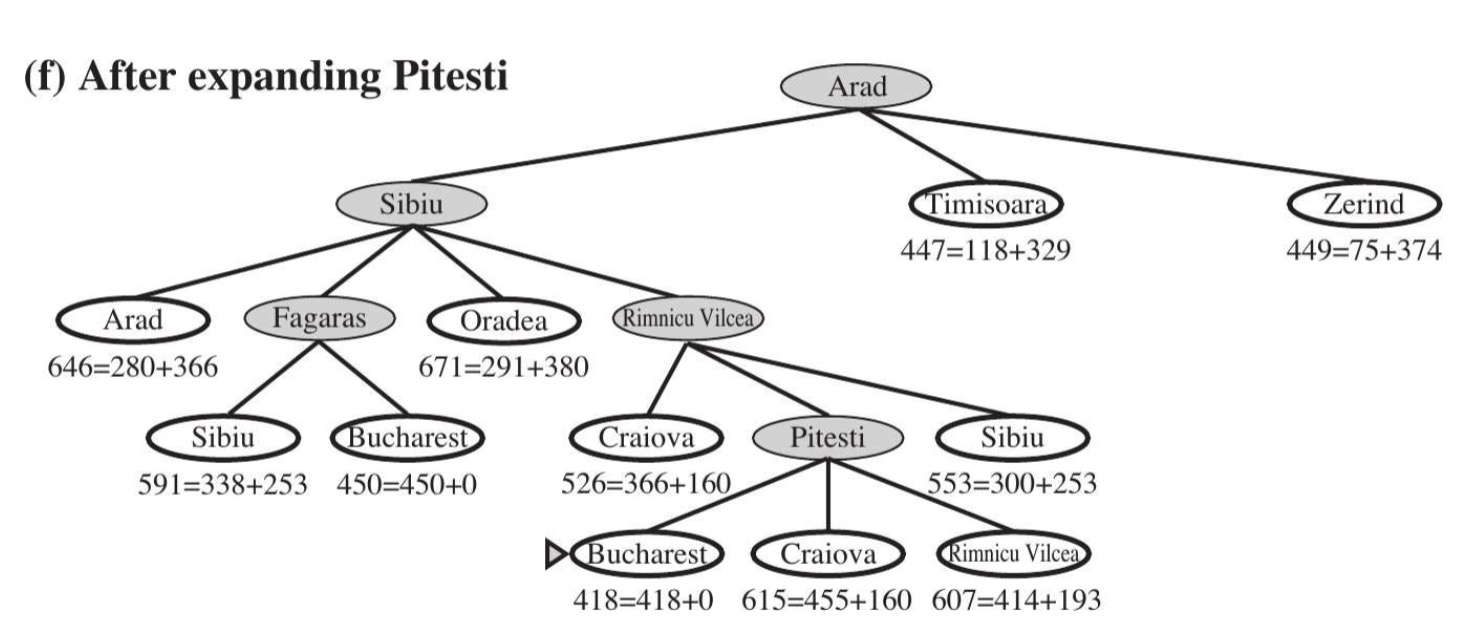 (f) After expanding Pitesti
Arad
Sibiu
Timisoara
Zerind
447=118+329
449=75+374
Arad
Fagaras
Oradea
Rimnicu Vilcea
646=280+366
671=291+380
Sibiu
Bucharest
Craiova
Pitesti
Sibiu
591=338+253
450=450+0
526=366+160
553=300+253
Bucharest
Craiova
Rimnicu Vilcea
418=418+0
615=455+160
607=414+193